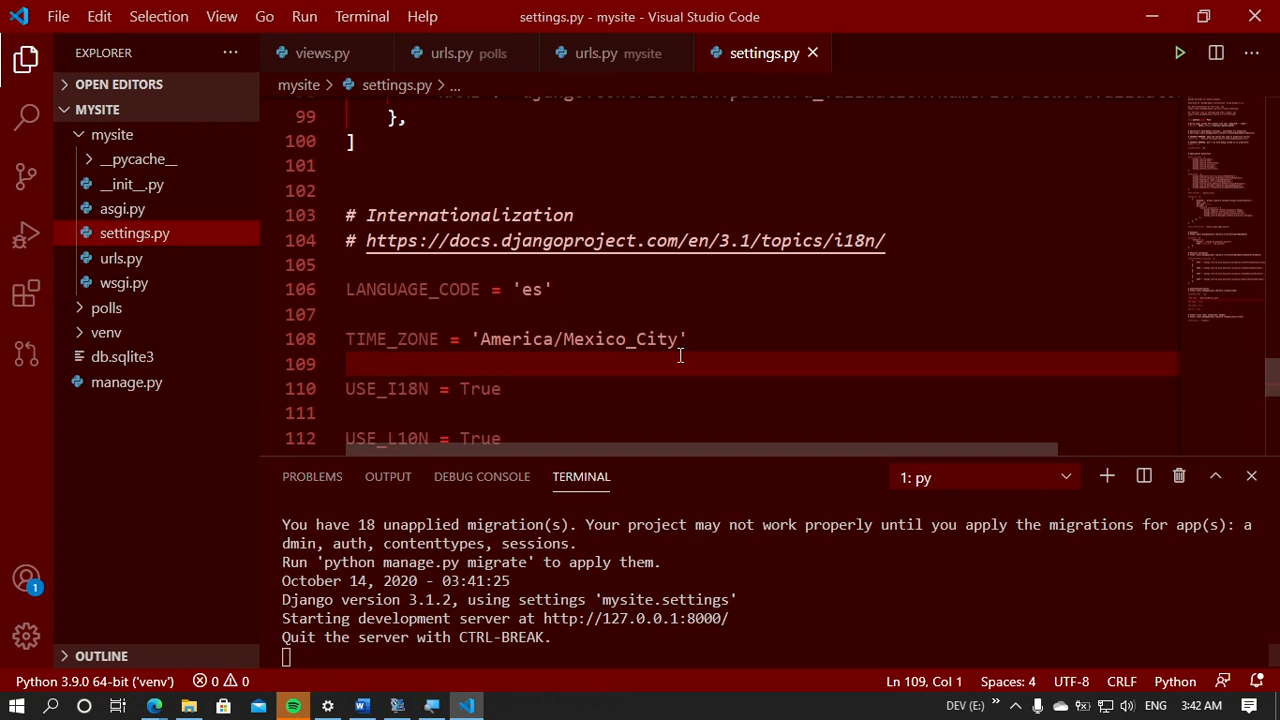 File Edit Selection View Go Run Terminal Help settings.py - mysite - Visual Studio Code
EXPLORER
OPEN EDITORS
MYSITE
mysite
__pycache__
__init__.py
asgi.py
settings.py
urls.py
wsgi.py
polls
venv
db.sqlite3
manage.py
OUTLINE
views.py urls.py polls urls.py mysite settings.py
mysite > settings.py > ...
99 },
100 ]
101
102
103 # Internationalization
104 # https://docs.djangoproject.com/en/3.1/topics/i18n/
105
106 LANGUAGE_CODE = 'es'
107
108 TIME_ZONE = 'America/Mexico_City'
109
110 USE_I18N = True
111
112 USE_L10N = True
PROBLEMS OUTPUT DEBUG CONSOLE TERMINAL 1: py
You have 18 unapplied migration(s). Your project may not work properly until you apply the migrations for app(s): a
dmin, auth, contenttypes, sessions.
Run 'python manage.py migrate' to apply them.
October 14, 2020 - 03:41:25
Django version 3.1.2, using settings 'mysite.settings'
Starting development server at http://127.0.0.1:8000/
Quit the server with CTRL-BREAK.
1
Python 3.9.0 64-bit ('venv') 0 0 Ln 109, Col 1 Spaces: 4 UTF-8 CRLF Python
DEV (E:) 3:42 AM